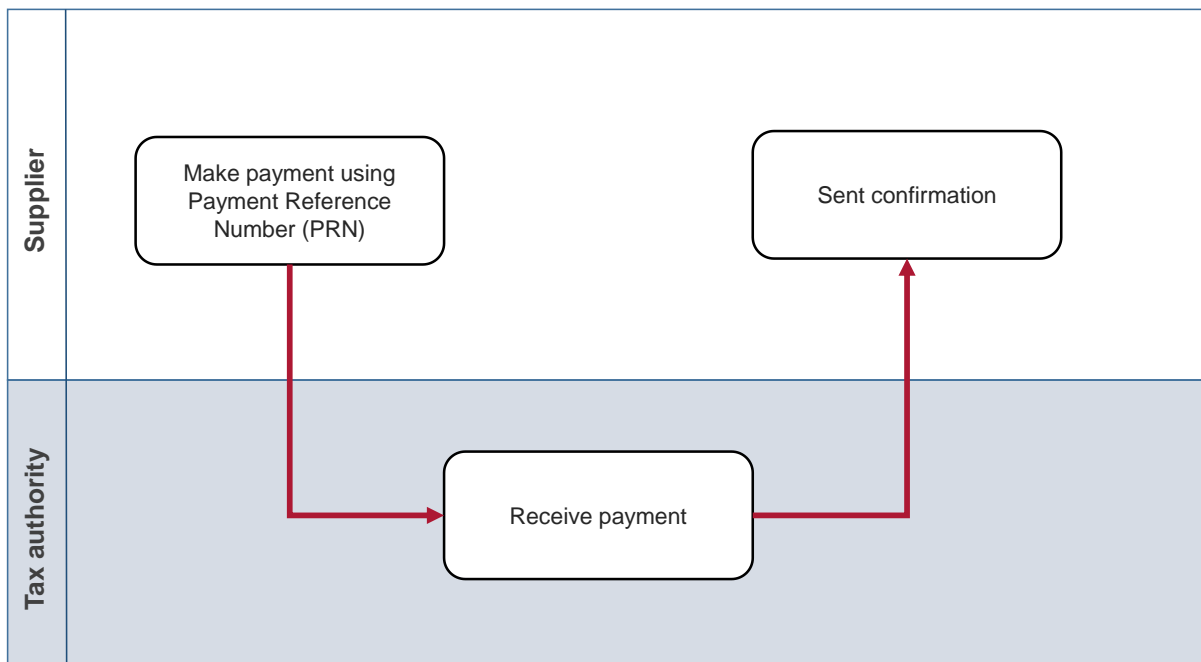 Supplier
Make payment using
Payment Reference
Number (PRN)
Sent confirmation
Tax authority
Receive payment